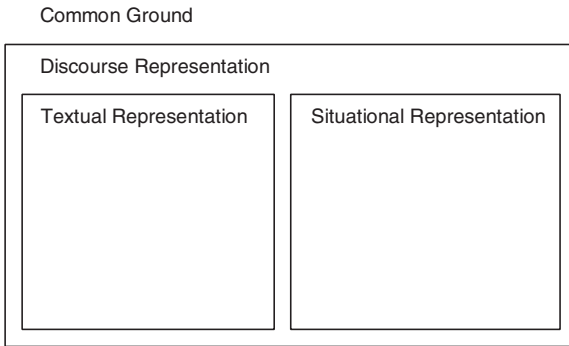 Common Ground
Discourse Representation
Textual Representation
Situational Representation